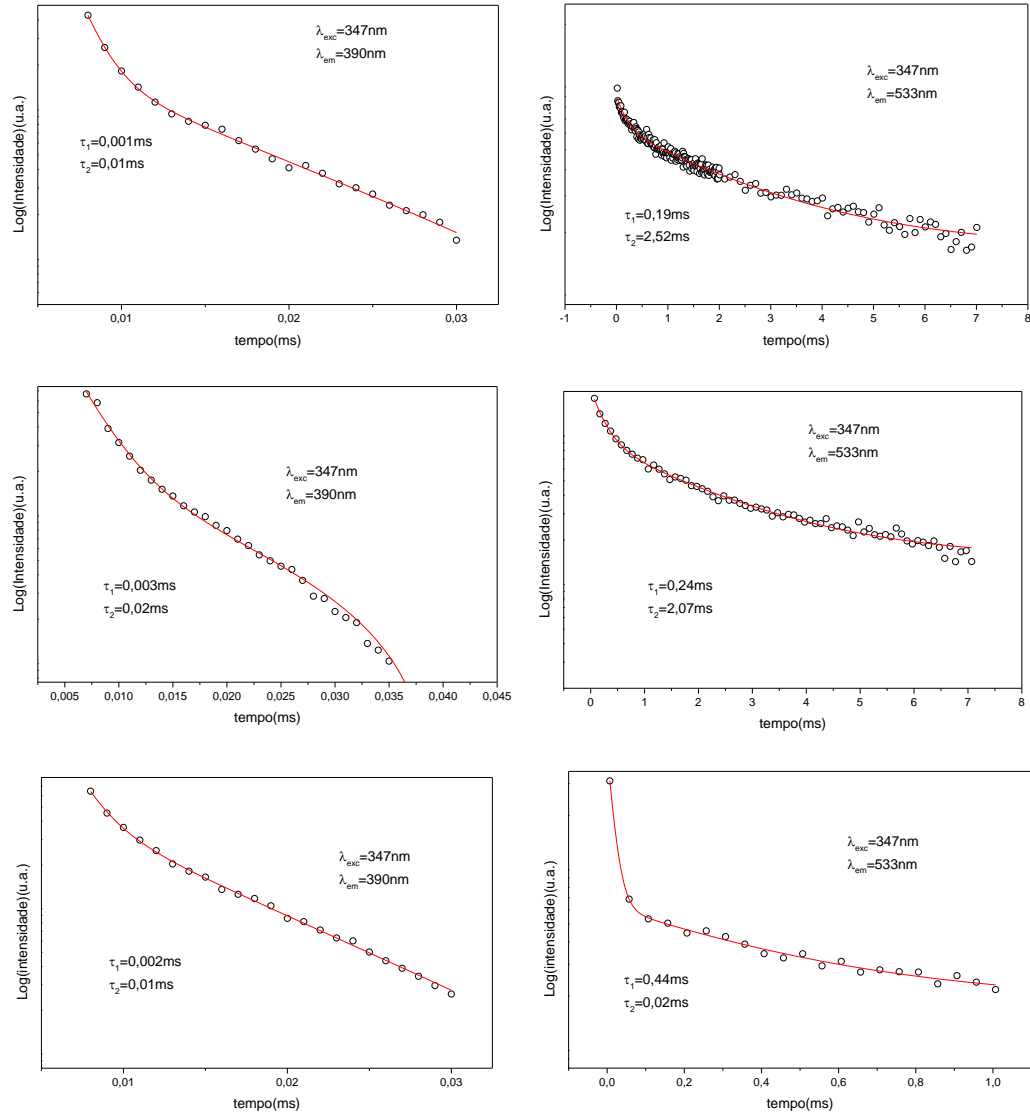 λexc=347nm
λem=390nm
τ1=0,001ms
τ2=0,01ms
Log(Intensidade)(u.a.)
0,01 0,02 0,03
tempo(ms)
λexc=347nm
λem=533nm
τ1=0,19ms
τ2=2,52ms
Log(Intensidade)(u.a.)
-1 0 1 2 3 4 5 6 7 8
tempo(ms)
λexc=347nm
λem=390nm
τ1=0,003ms
τ2=0,02ms
Log(Intensidade)(u.a.)
0,005 0,010 0,015 0,020 0,025 0,030 0,035 0,040 0,045
tempo(ms)
λexc=347nm
λem=533nm
τ1=0,24ms
τ2=2,07ms
Log(Intensidade)(u.a.)
0 1 2 3 4 5 6 7 8
tempo(ms)
λexc=347nm
λem=390nm
τ1=0,002ms
τ2=0,01ms
Log(intensidade)(u.a.)
0,01 0,02 0,03
tempo(ms)
λexc=347nm
λem=533nm
τ1=0,44ms
τ2=0,02ms
Log(intensidade)(u.a.)
0,0 0,2 0,4 0,6 0,8 1,0
tempo(ms)